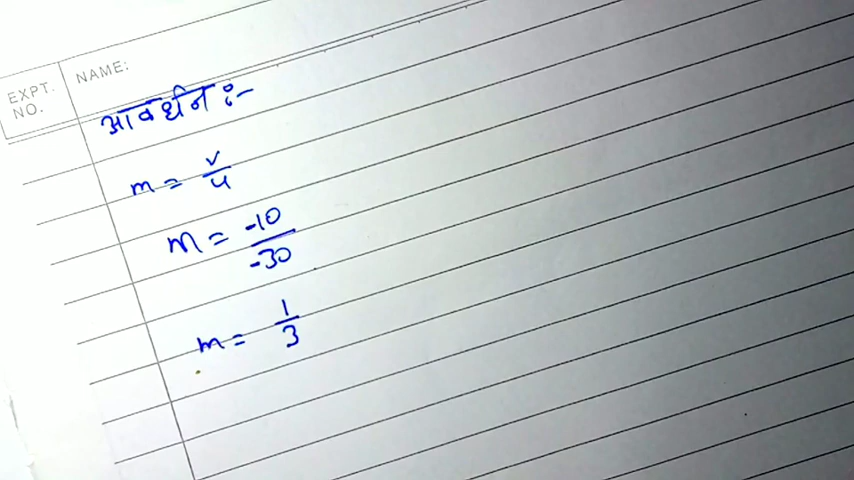 EXPT. NO.
NAME:
आवर्धन :-
m = v/u
m = -10/-30
m = 1/3